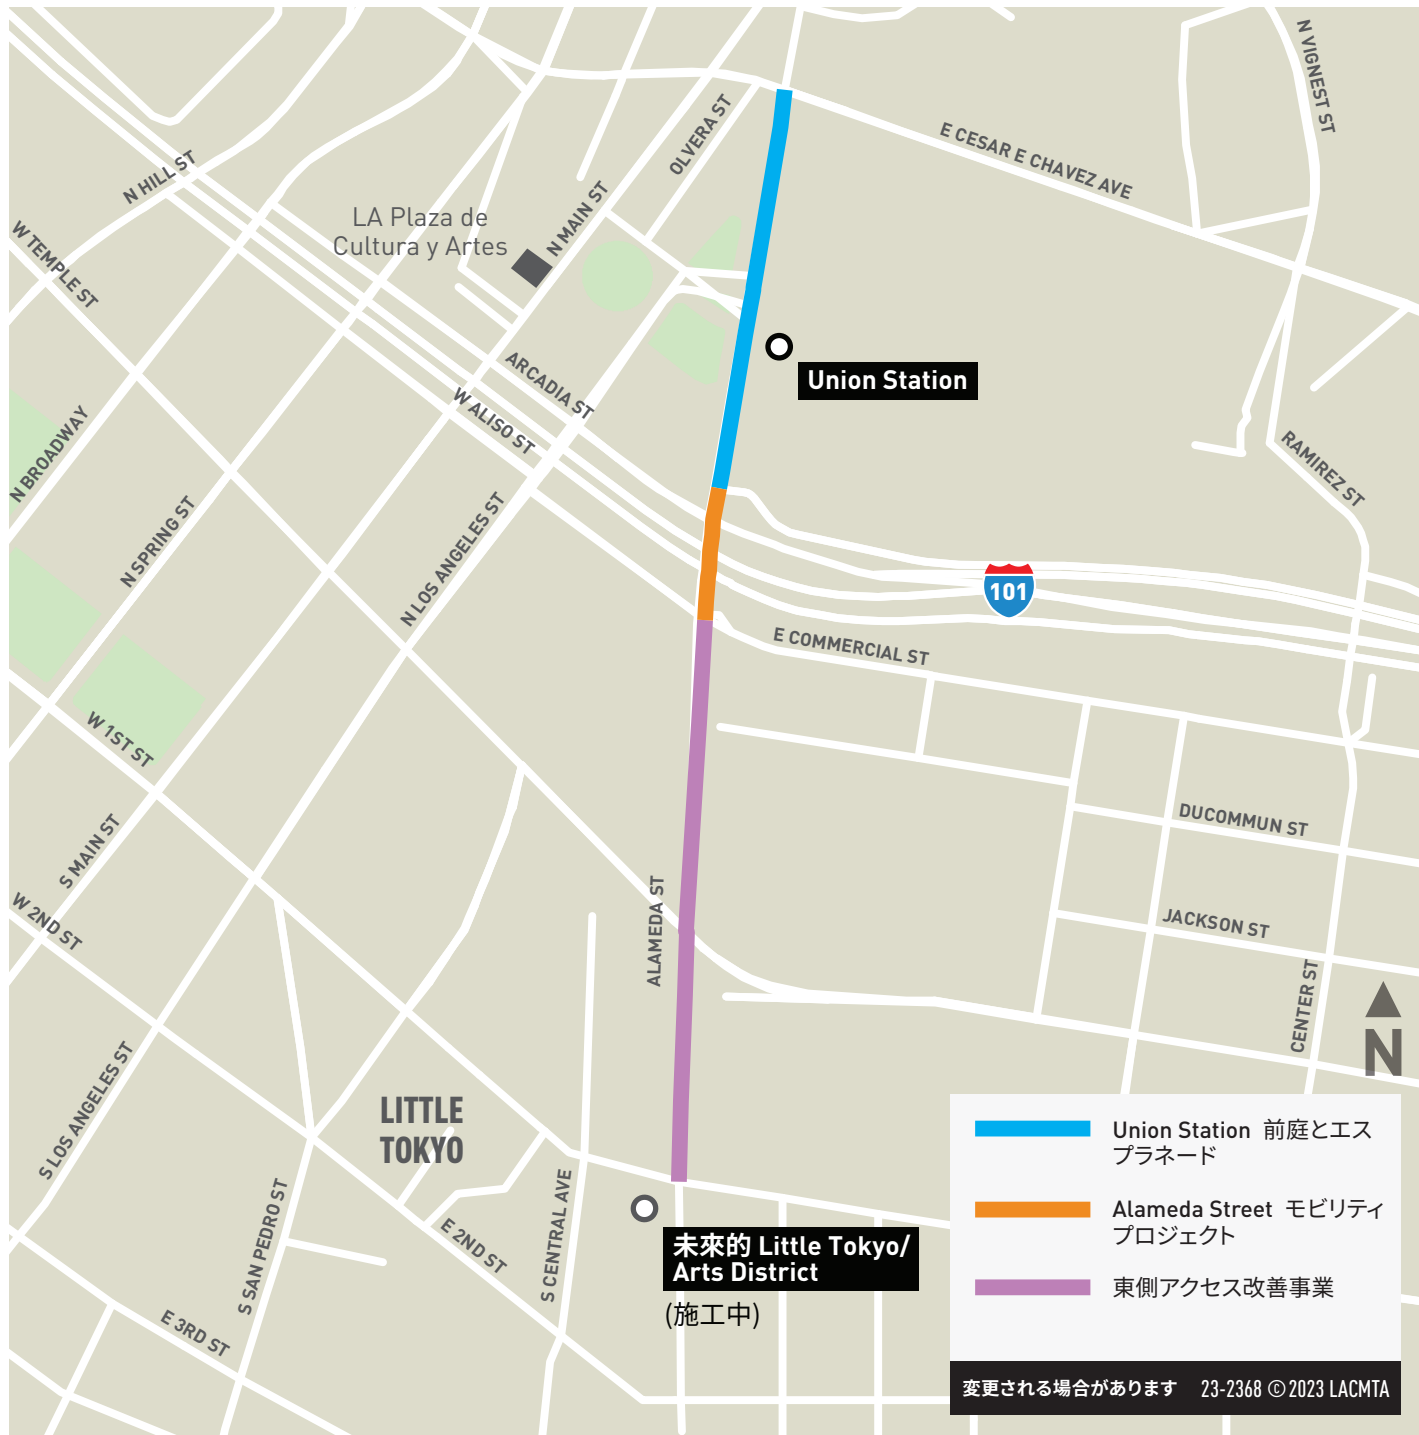 N VIGNEST ST
OLVERA ST
E CESAR E CHAVEZ AVE
N HILL ST
LA Plaza de
Cultura y Artes
N MAIN ST
W TEMPLE ST
Union Station
ARCADIA ST
W ALISO ST
N BROADWAY
RAMIREZ ST
N SPRING ST
N LOS ANGELES ST
101
E COMMERCIAL ST
W 1ST ST
DUCOMMUN ST
S MAIN ST
W 2ND ST
ALAMEDA ST
JACKSON ST
CENTER ST
N
S LOS ANGELES ST
LITTLE
TOKYO
S SAN PEDRO ST
S CENTRAL AVE
E 2ND ST
E 3RD ST
未來的 Little Tokyo/
Arts District
(施工中)
Union Station 前庭とエス
プラネード
Alameda Street モビリティ
プロジェクト
東側アクセス改善事業
変更される場合があります 23-2368 ©2023 LACMTA